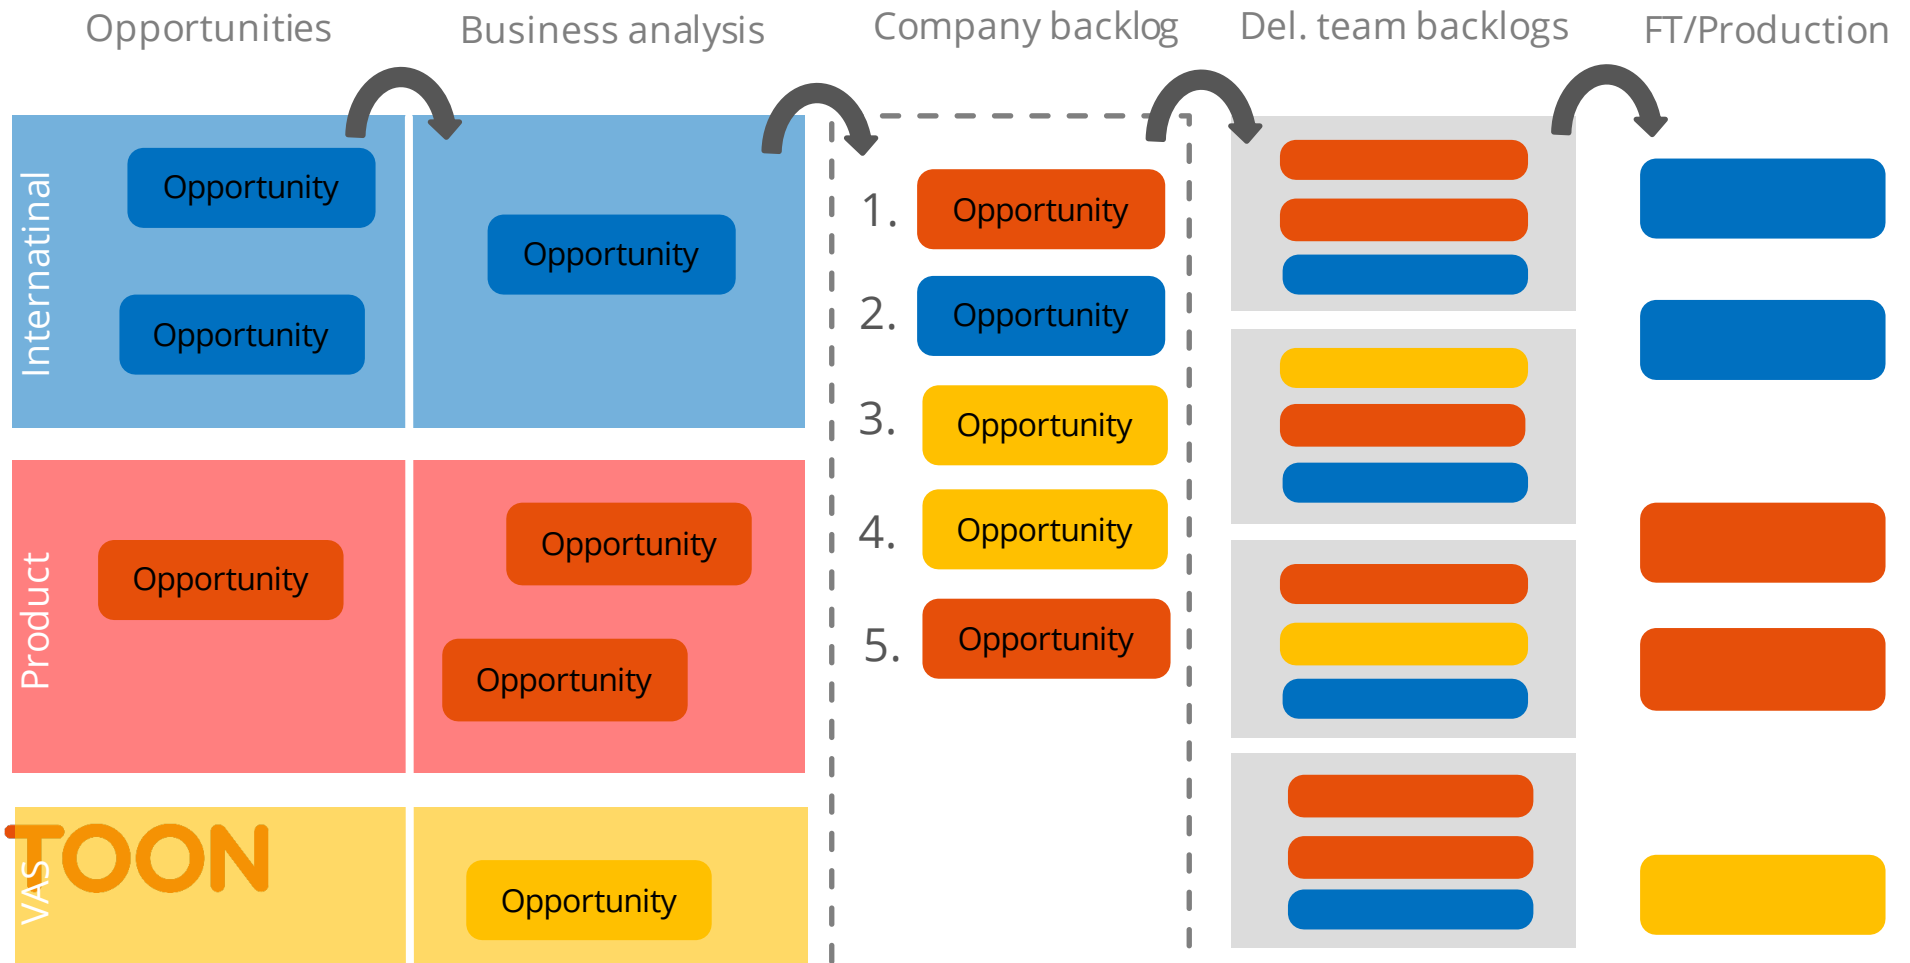 Opportunities
Business analysis
Company backlog
Del. team backlogs
FT/Production
Internatinal
Opportunity
Opportunity
Opportunity
1. Opportunity
2. Opportunity
3. Opportunity
4. Opportunity
5. Opportunity
Product
Opportunity
Opportunity
Opportunity
VAS
TOON
Opportunity